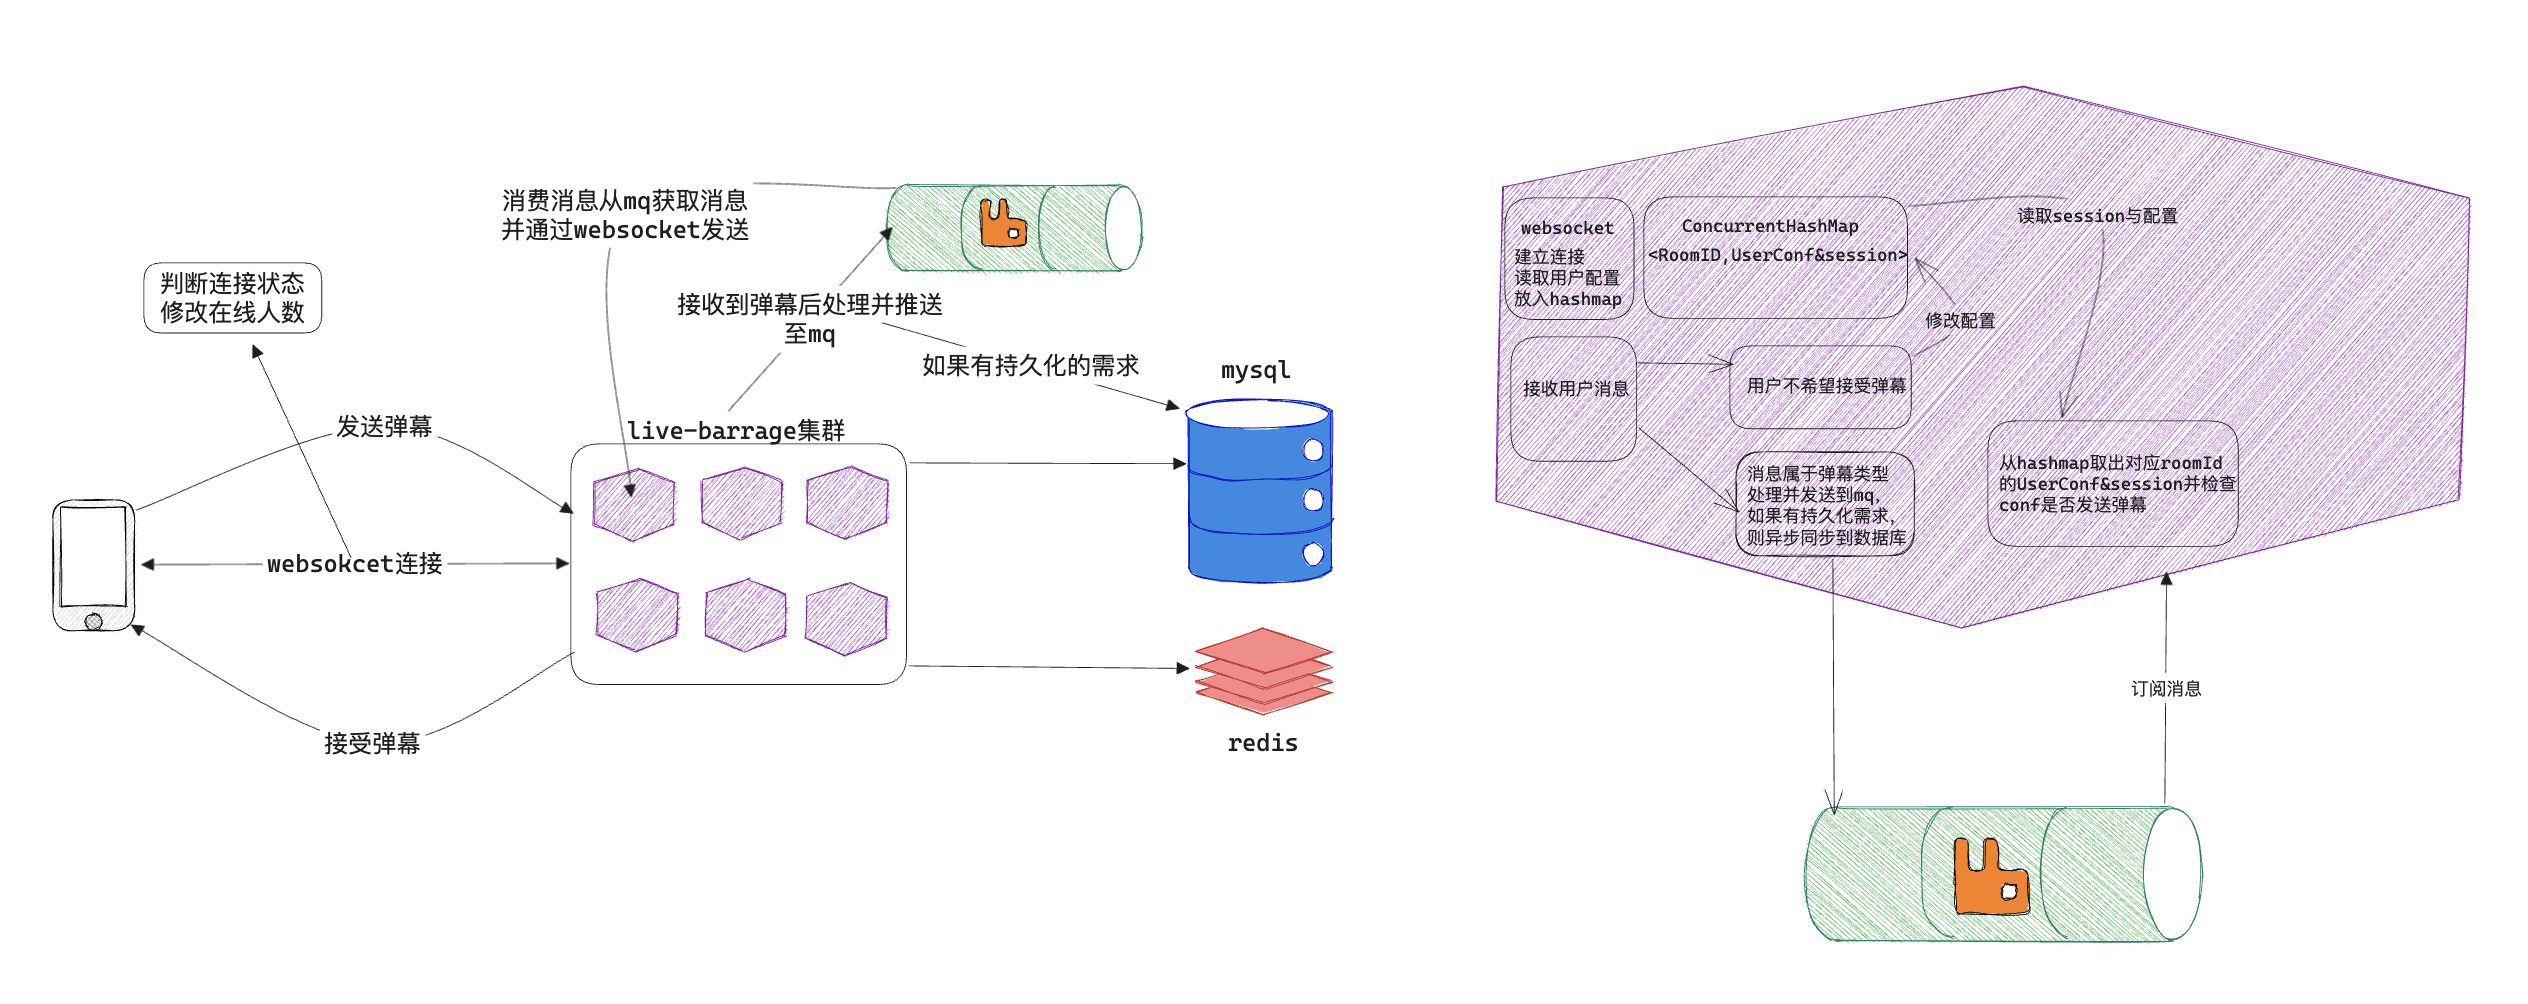 消费消息从mq获取消息
并通过websocket发送
判断连接状态
修改在线人数
接收到弹幕后处理并推送
至mq
如果有持久化的需求
mysql
发送弹幕
live-barrage集群
websokcet连接
接受弹幕
redis
websocket
建立连接
读取用户配置
放入hashmap
ConcurrentHashMap
<RoomID,UserConf&session>
读取session与配置
修改配置
接收用户消息
用户不希望接受弹幕
消息属于弹幕类型
处理并发送到mq,
如果有持久化需求,
则异步同步到数据库
从hashmap取出对应roomId
的UserConf&session并检查
conf是否发送弹幕
订阅消息